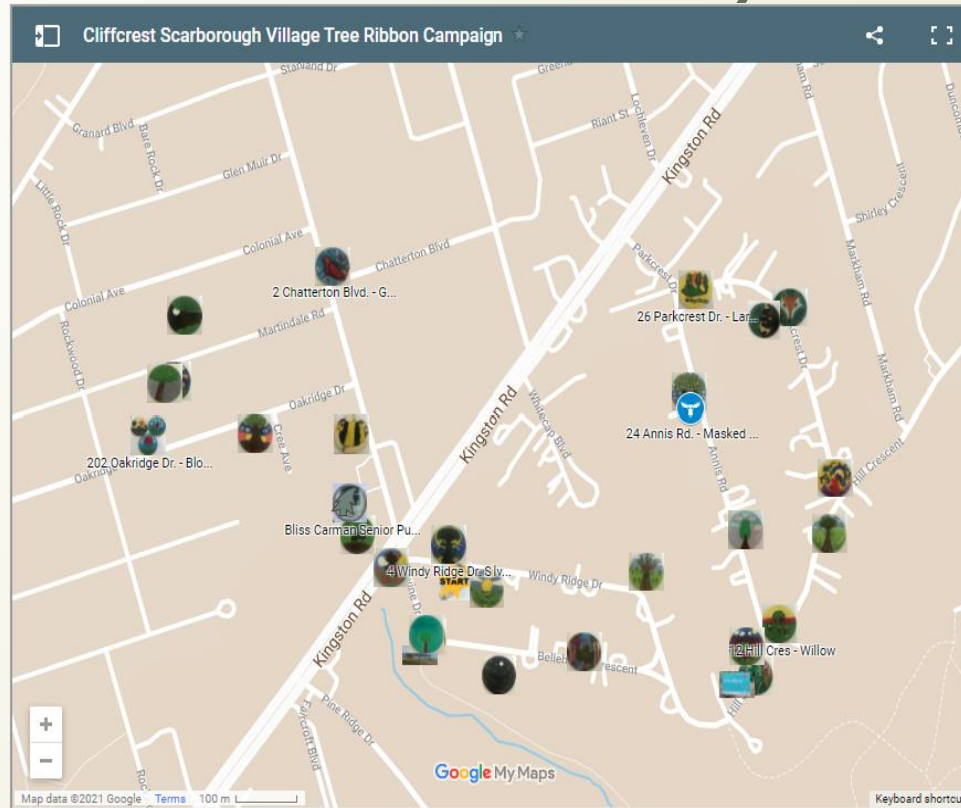 Cliffcrest Scarborough Village Tree Ribbon Campaign
Stanland Dr
Granard Blvd
Bare Rock Dr
Glen Muir Dr
Little Rock Dr
Colonial Ave
Chatterton Blvd
Colonial Ave
Martindale Rd
Rockwood Dr
Oakridge Dr
Cree Ave
Riant St
Lochleven Dr
Kingston Rd
Shirley Crescent
Markham Rd
Parkcrest Dr
2 Chatterton Blvd. - G...
26 Parkcrest Dr. - Lar...
Markham Rd
Kingston Rd
Whitecap Blvd
24 Annis Rd. - Masked ...
202 Oakridge Dr. - Blo...
Annis Rd
Hill Crescent
Bliss Carman Senior Pu...
4 Windy Ridge Dr. Slv...
START
Windy Ridge Dr
Kingston Rd
12 Hill Cres - Willow
Pine Ridge Dr
Faircroft Blvd
Google My Maps
Map data ©2021 Google
Terms
100 m
Keyboard shortcu